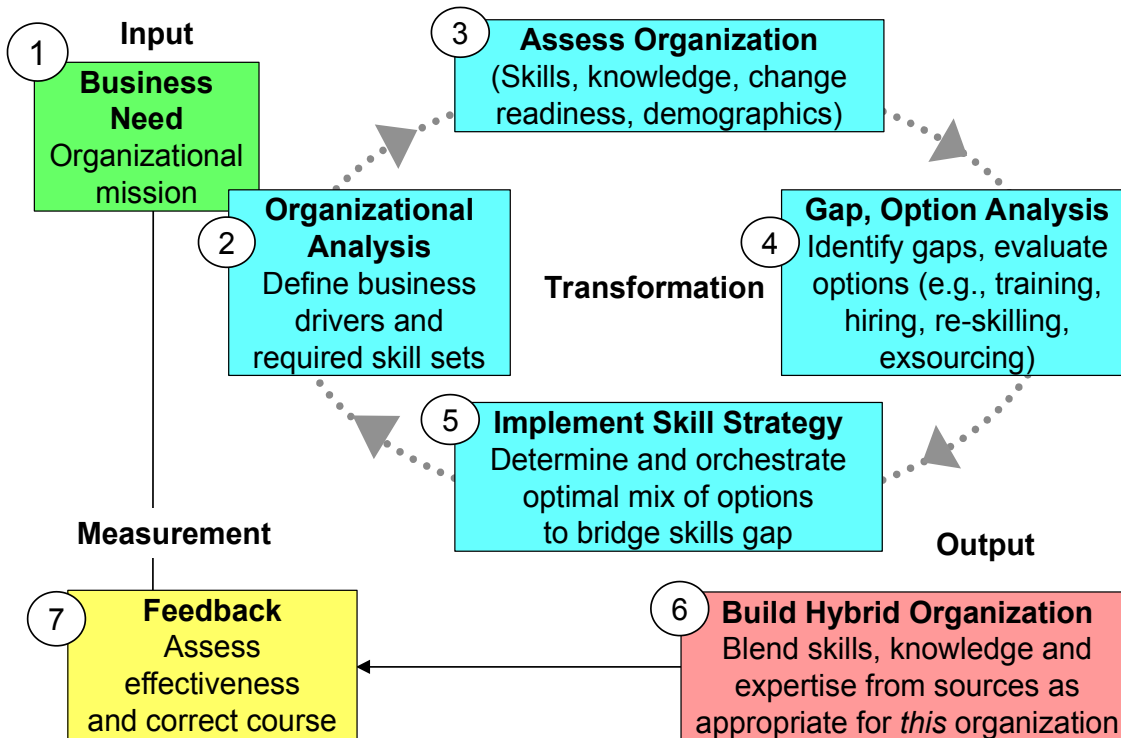 Input
1
Business
Need
Organizational
mission
3
Assess Organization
(Skills, knowledge, change
readiness, demographics)
2
Organizational
Analysis
Define business
drivers and
required skill sets
Transformation
4
Gap, Option Analysis
Identify gaps, evaluate
options (e.g., training,
hiring, re-skilling,
exsourcing)
5
Implement Skill Strategy
Determine and orchestrate
optimal mix of options
to bridge skills gap
Measurement
Output
7
Feedback
Assess
effectiveness
and correct course
6
Build Hybrid Organization
Blend skills, knowledge and
expertise from sources as
appropriate for this organization